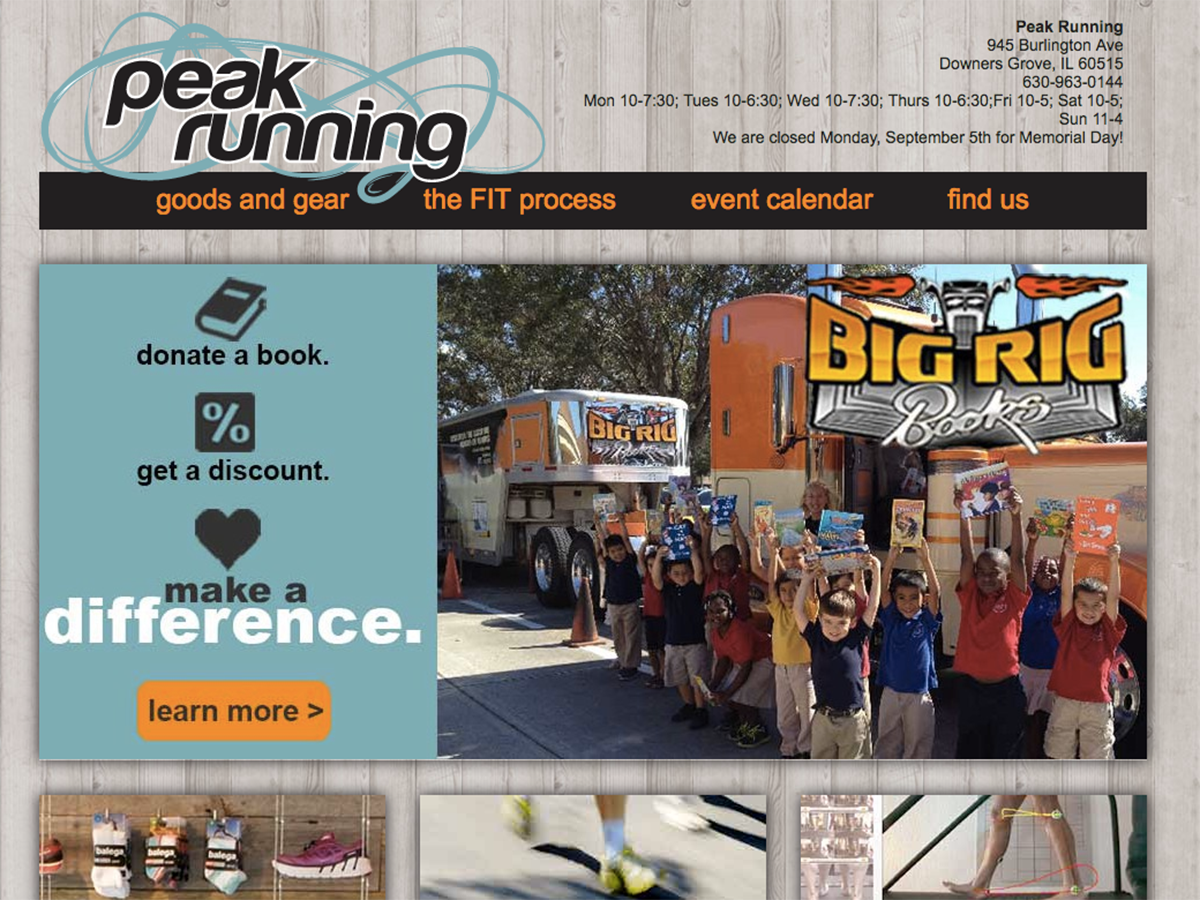 peak
running
Peak Running
945 Burlington Ave
Downers Grove, IL 60515
630-963-0144
Mon 10-7:30; Tues 10-6:30; Wed 10-7:30; Thurs 10-6:30;Fri 10-5; Sat 10-5;
Sun 11-4
We are closed Monday, September 5th for Memorial Day!
goods and gear the FIT process event calendar find us
donate a book.
%
get a discount.
make a
difference.
learn more >
BIG RIG
Books
BIG RIG
balega
balega
balega